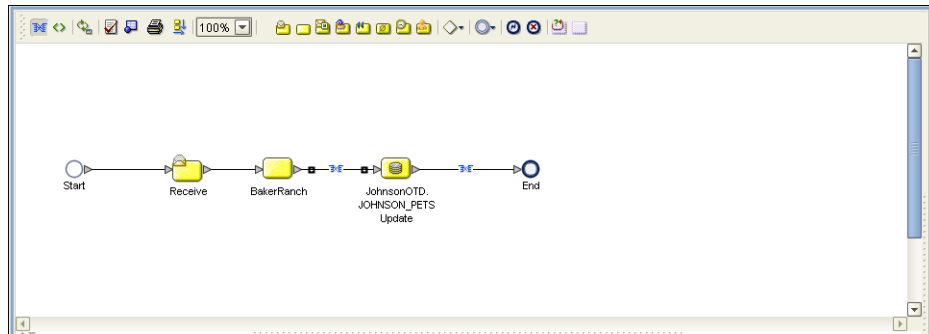 100%
Start
Receive
BakerRanch
JohnsonOTD.
JOHNSON_PETS
Update
End